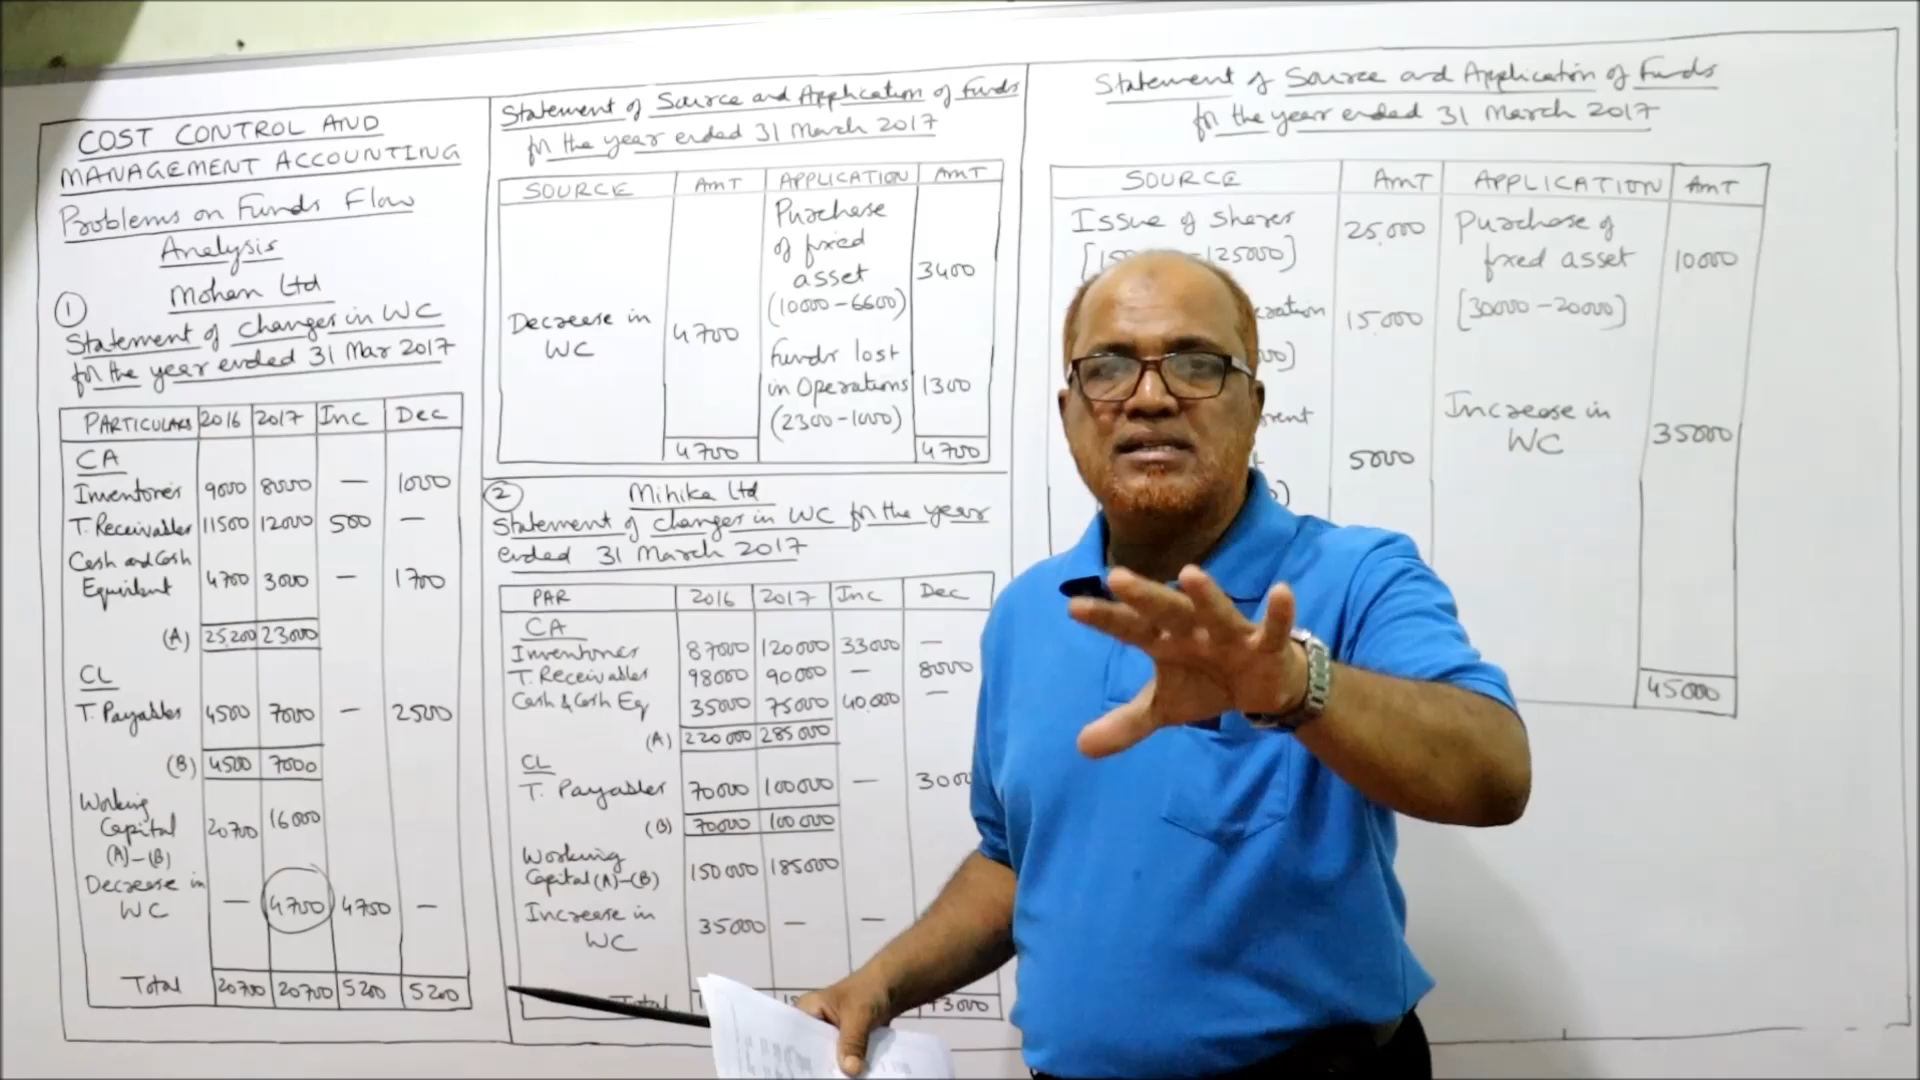 COST CONTROL AND
MANAGEMENT ACCOUNTING
Problems on Funds Flow
Analysis
① Mohan Ltd
Statement of changes in WC
for the year ended 31 Mar 2017
PARTICULARS 2016 2017 Inc Dec
CA
Inventories 9000 8000 — 1000
T. Receivables 11500 12000 500 —
Cash and Cash
Equivalent 4700 3000 — 1700
(A) 25,200 23000
CL
T. Payables 4500 7000 — 2500
(B) 4500 7000
Working
Capital 20700 16000
(A)-(B)
Decrease in
WC — 4700 4700 —
Total 20700 20700 5200 5200
Statement of Source and Application of Funds
for the year ended 31 March 2017
SOURCE AMT APPLICATION AMT
Purchase
of fixed
asset 3400
(10000-6600)
Decrease in
WC 4700
Funds lost
in Operations 1300
(2300-1000)
4700 4700
② Mihika Ltd
Statement of changes in WC for the year
ended 31 March 2017
PAR 2016 2017 Inc Dec
CA
Inventories 87000 120000 33000 —
T. Receivables 98000 90000 — 8000
Cash & Cash Eq 35000 75000 40,000 —
(A) 220000 285000
CL
T. Payables 70000 100000 — 3000
(B) 70000 100000
Working
Capital (A)-(B) 150000 185000
Increase in
WC 35000 — —
Total
Statement of Source and Application of Funds
for the year ended 31 March 2017
SOURCE AMT APPLICATION AMT
Issue of shares 25,000 Purchase of
125000] fixed asset 10000
15,000 [30000-20000]
Increase in
WC 35000
5000
45000